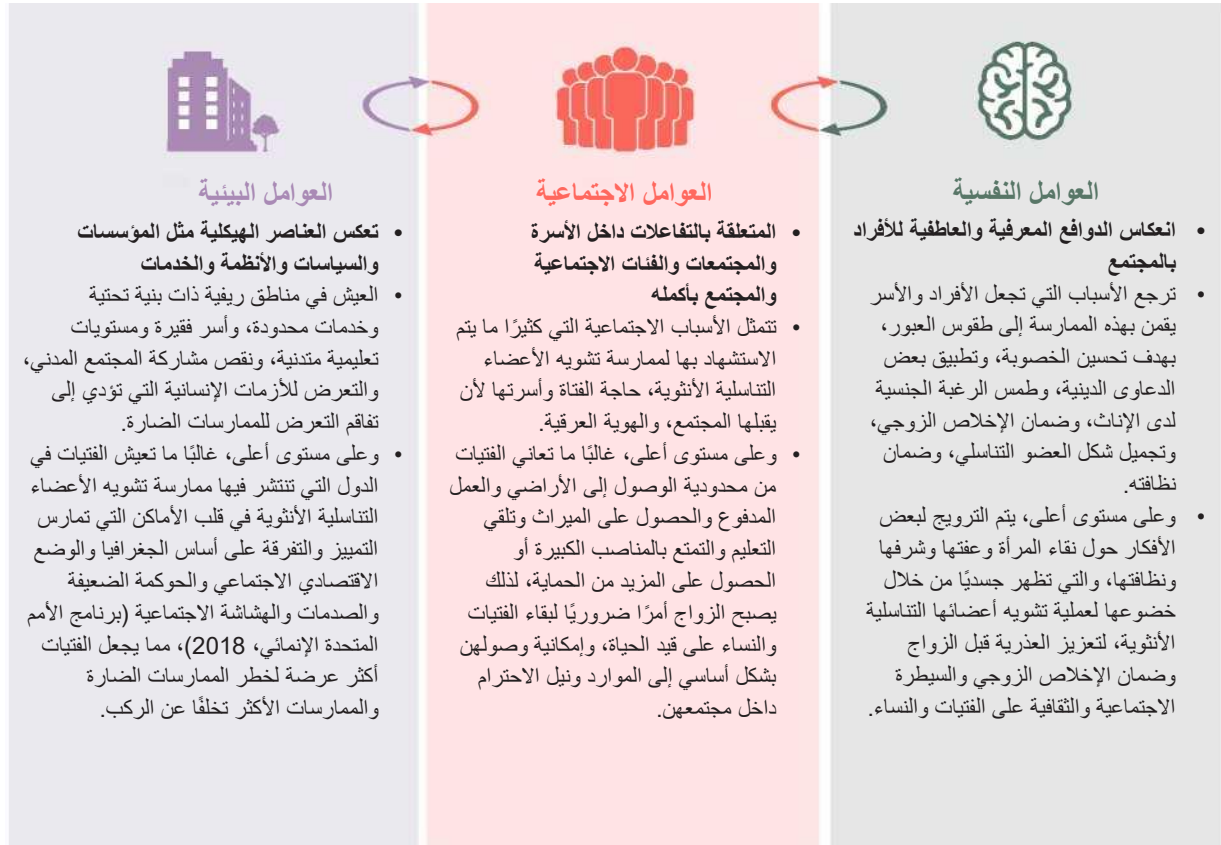 العوامل النفسية
• انعكاس الدوافع المعرفية والعاطفية للأفراد
بالمجتمع
• ترجع الأسباب التي تجعل الأفراد والأسر
يقمن بهذه الممارسة إلى طقوس العبور،
بهدف تحسين الخصوبة، وتطبيق بعض
الدعاوى الدينية، وطمس الرغبة الجنسية
لدى الإناث، وضمان الإخلاص الزوجي،
وتجميل شكل العضو التناسلي، وضمان
نظافته.
• وعلى مستوى أعلى، يتم الترويج لبعض
الأفكار حول نقاء المرأة وعفتها وشرفها
ونظافتها، والتي تظهر جسديًا من خلال
خضوعها لعملية تشويه أعضائها التناسلية
الأنثوية، لتعزيز العذرية قبل الزواج
وضمان الإخلاص الزوجي والسيطرة
الاجتماعية والثقافية على الفتيات والنساء.
العوامل الاجتماعية
• المتعلقة بالتفاعلات داخل الأسرة
والمجتمعات والفئات الاجتماعية
والمجتمع بأكمله
• تتمثل الأسباب الاجتماعية التي كثيرًا ما يتم
الاستشهاد بها لممارسة تشويه الأعضاء
التناسلية الأنثوية، حاجة الفتاة وأسرتها لأن
يقبلها المجتمع، والهوية العرقية.
• وعلى مستوى أعلى، غالبًا ما تعاني الفتيات
من محدودية الوصول إلى الأراضي والعمل
المدفوع والحصول على الميراث وتلقي
التعليم والتمتع بالمناصب الكبيرة أو
الحصول على المزيد من الحماية، لذلك
يصبح الزواج أمرًا ضروريًا لبقاء الفتيات
والنساء على قيد الحياة، وإمكانية وصولهن
بشكل أساسي إلى الموارد ونيل الاحترام
داخل مجتمعهن.
العوامل البيئية
• تعكس العناصر الهيكلية مثل المؤسسات
والسياسات والأنظمة والخدمات
• العيش في مناطق ريفية ذات بنية تحتية
وخدمات محدودة، وأسر فقيرة ومستويات
تعليمية متدنية، ونقص مشاركة المجتمع المدني،
والتعرض للأزمات الإنسانية التي تؤدي إلى
تفاقم التعرض للممارسات الضارة.
• وعلى مستوى أعلى، غالبًا ما تعيش الفتيات في
الدول التي تنتشر فيها ممارسة تشويه الأعضاء
التناسلية الأنثوية في قلب الأماكن التي تمارس
التمييز والتفرقة على أساس الجغرافيا والوضع
الاقتصادي الاجتماعي والحوكمة الضعيفة
والصدمات والهشاشة الاجتماعية (برنامج الأمم
المتحدة الإنمائي، 2018)، مما يجعل الفتيات
أكثر عرضة لخطر الممارسات الضارة
والممارسات الأكثر تخلفًا عن الركب.